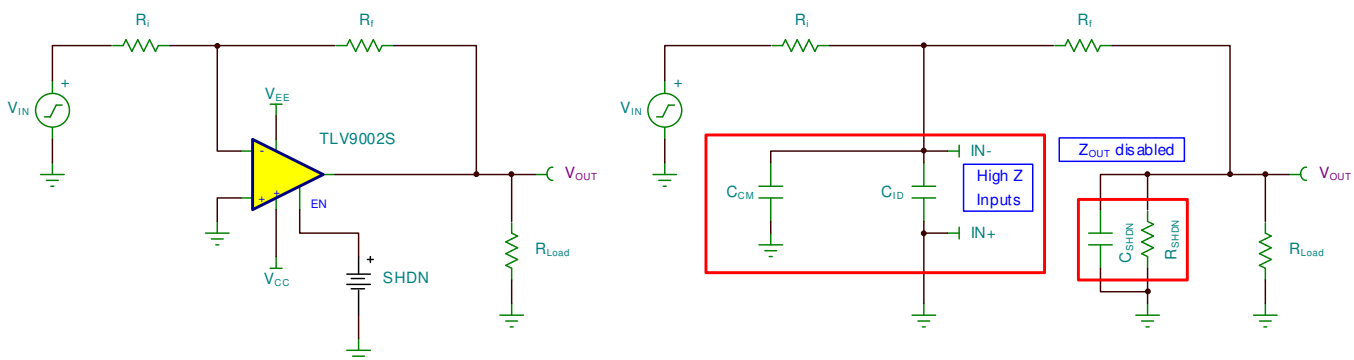 Ri
Rf
VIN
+
VEE
TLV9002S
-
+
+
EN
VOUT
RLoad
+
SHDN
VCC
Ri
Rf
VIN
+
IN-
ZOUT disabled
VOUT
CCM
CID
High Z
Inputs
IN+
CSHDN
RSHDN
RLoad